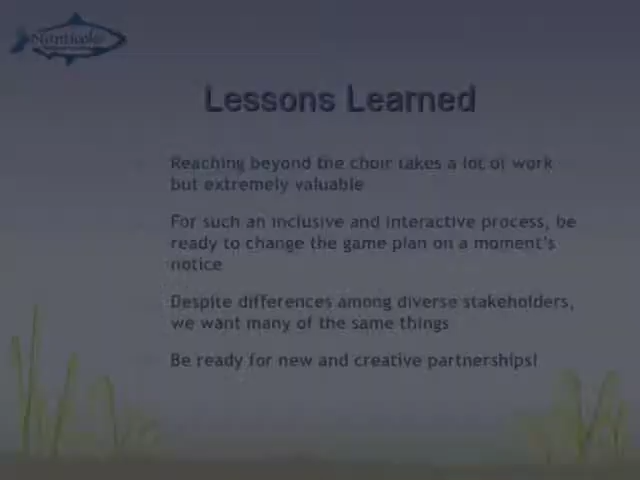 Nanticoke
Lessons Learned
Reaching beyond the choir takes a lot of work
but extremely valuable
For such an inclusive and interactive process, be
ready to change the game plan on a moment's
notice
Despite differences among diverse stakeholders,
we want many of the same things
Be ready for new and creative partnerships!